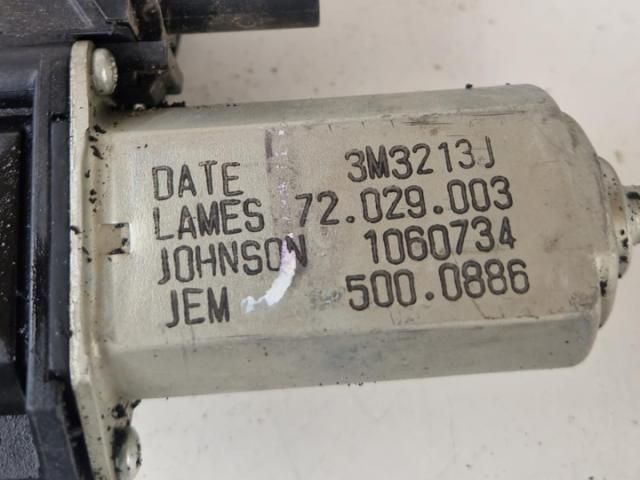 DATE 3M3213J
LAMES 72.029.003
JOHNSON 1060734
JEM 500.0886